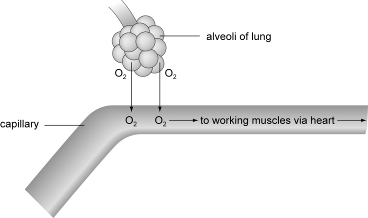 alveoli of lung
O₂ O₂
capillary
O₂ O₂ to working muscles via heart